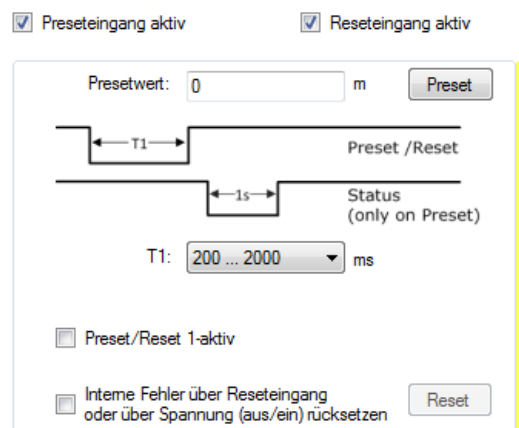 Preseteingang aktiv Reseteingang aktiv
Presetwert: 0 m Preset
T1 Preset /Reset
1s Status
(only on Preset)
T1: 200 ... 2000 ms
Preset/Reset 1-aktiv
Interne Fehler über Reseteingang
oder über Spannung (aus/ein) rücksetzen Reset